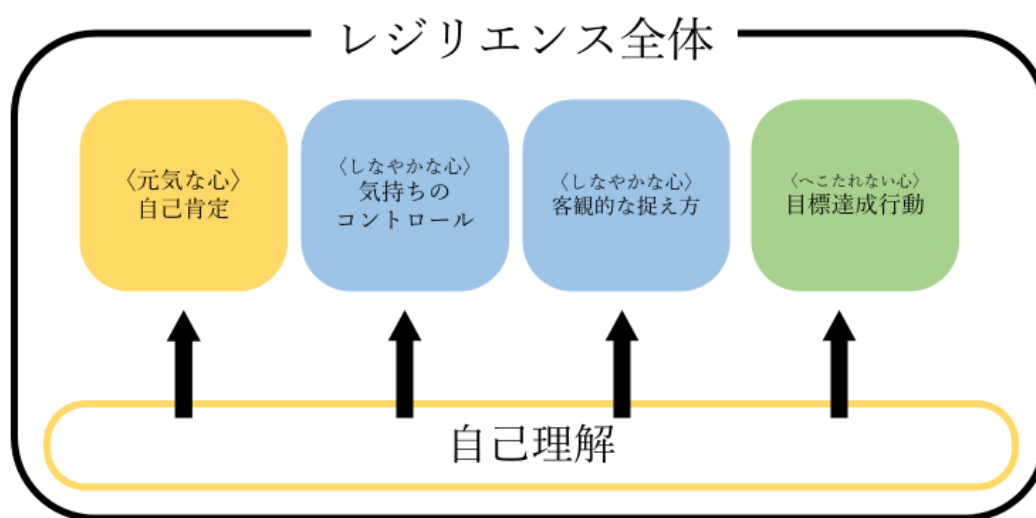 レジリエンス全体
〈元気な心〉
自己肯定
〈しなやかな心〉
気持ちの
コントロール
〈しなやかな心〉
客観的な捉え方
〈へこたれない心〉
目標達成行動
自己理解